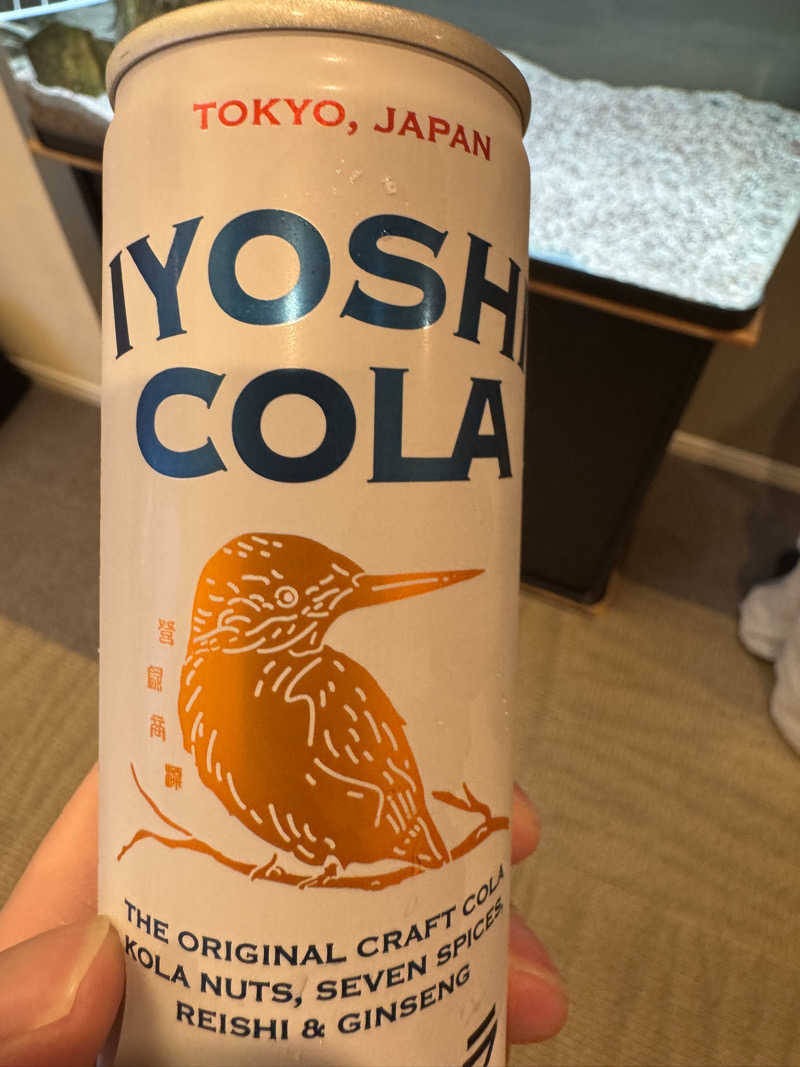 TOKYO, JAPAN
IYOSHI
COLA
THE ORIGINAL CRAFT COLA
KOLA NUTS, SEVEN SPICES,
REISHI & GINSENG